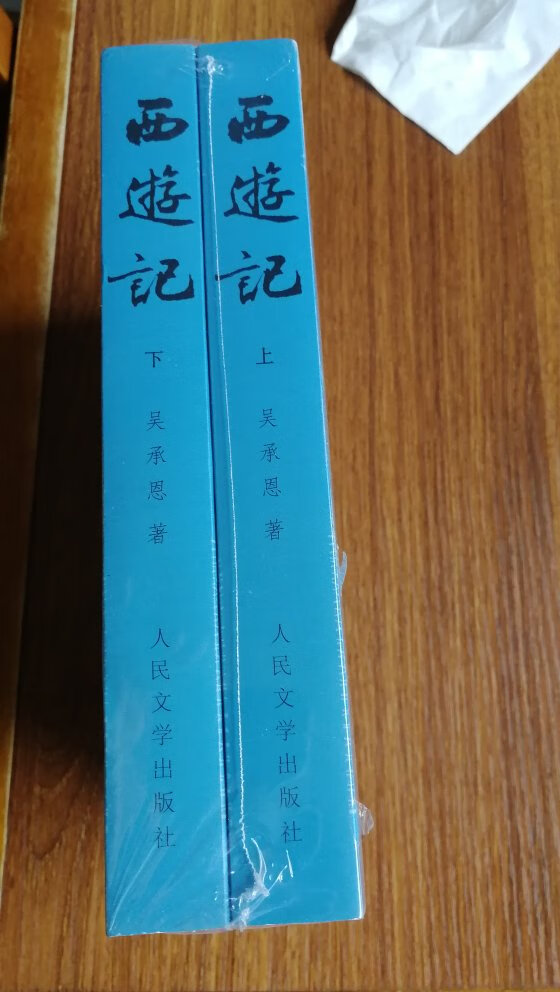 西遊記
上
吴承恩 著
人民文学出版社
西遊記
下
吴承恩 著
人民文学出版社